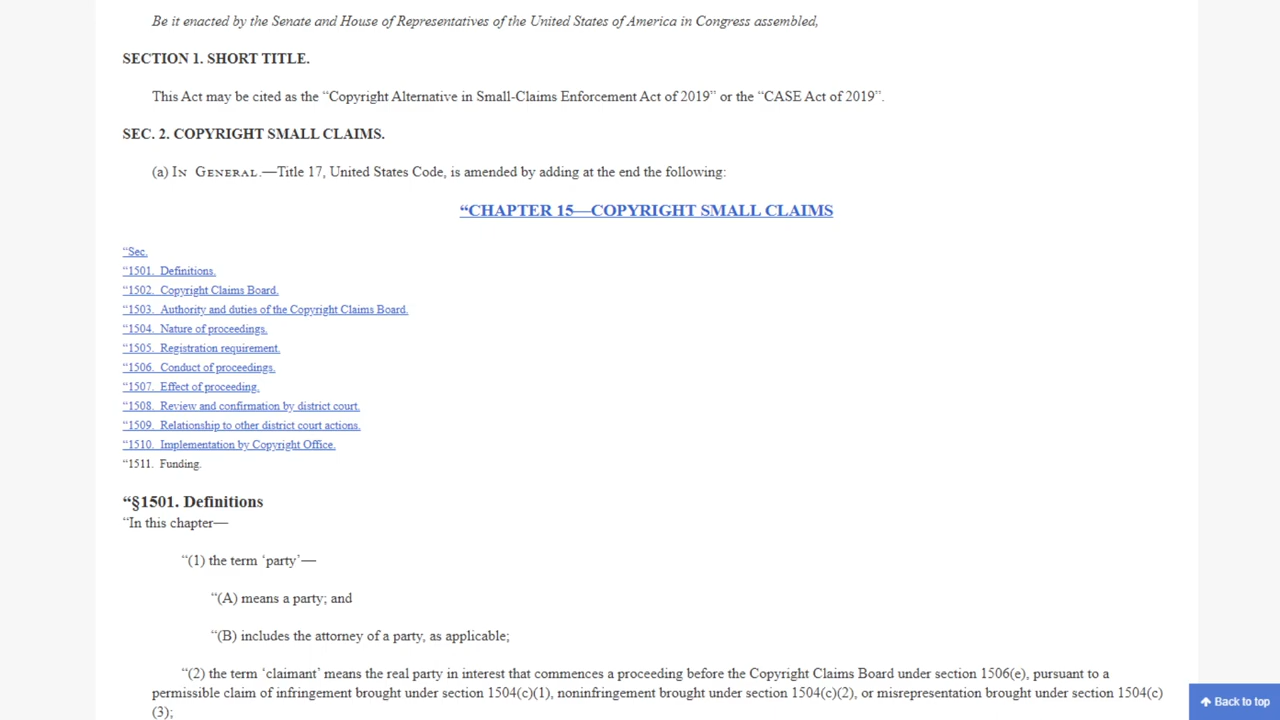 Be it enacted by the Senate and House of Representatives of the United States of America in Congress assembled,
SECTION 1. SHORT TITLE.
This Act may be cited as the “Copyright Alternative in Small-Claims Enforcement Act of 2019” or the “CASE Act of 2019”.
SEC. 2. COPYRIGHT SMALL CLAIMS.
(a) In General.—Title 17, United States Code, is amended by adding at the end the following:
“CHAPTER 15—COPYRIGHT SMALL CLAIMS
“Sec.
“1501. Definitions.
“1502. Copyright Claims Board.
“1503. Authority and duties of the Copyright Claims Board.
“1504. Nature of proceedings.
“1505. Registration requirement.
“1506. Conduct of proceedings.
“1507. Effect of proceeding.
“1508. Review and confirmation by district court.
“1509. Relationship to other district court actions.
“1510. Implementation by Copyright Office.
“1511. Funding.
“§1501. Definitions
“In this chapter—
“(1) the term ‘party’—
“(A) means a party; and
“(B) includes the attorney of a party, as applicable;
“(2) the term ‘claimant’ means the real party in interest that commences a proceeding before the Copyright Claims Board under section 1506(e), pursuant to a
permissible claim of infringement brought under section 1504(c)(1), noninfringement brought under section 1504(c)(2), or misrepresentation brought under section 1504(c)
(3);
Back to top